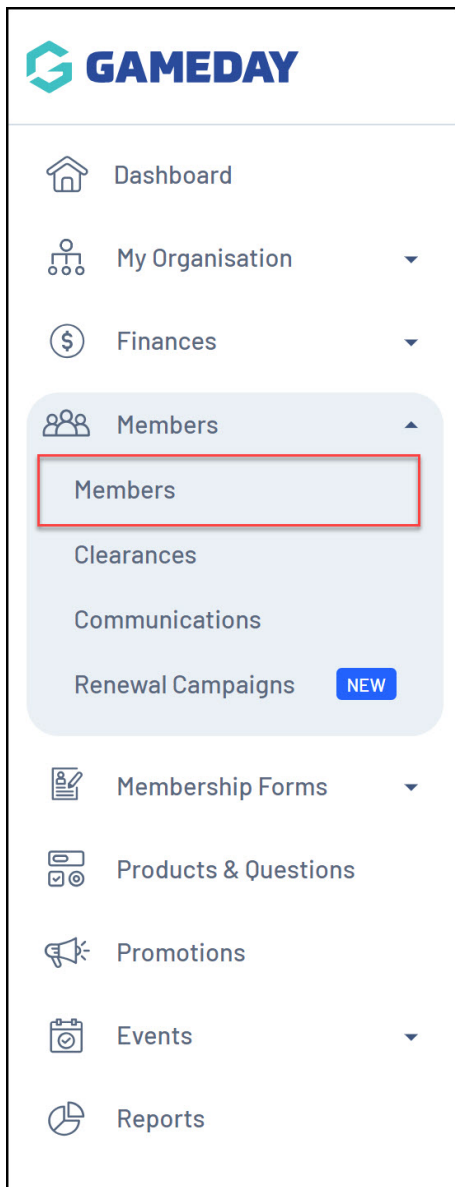 GAMEDAY
Dashboard
My Organisation
Finances
Members
Members
Clearances
Communications
Renewal Campaigns NEW
Membership Forms
Products & Questions
Promotions
Events
Reports